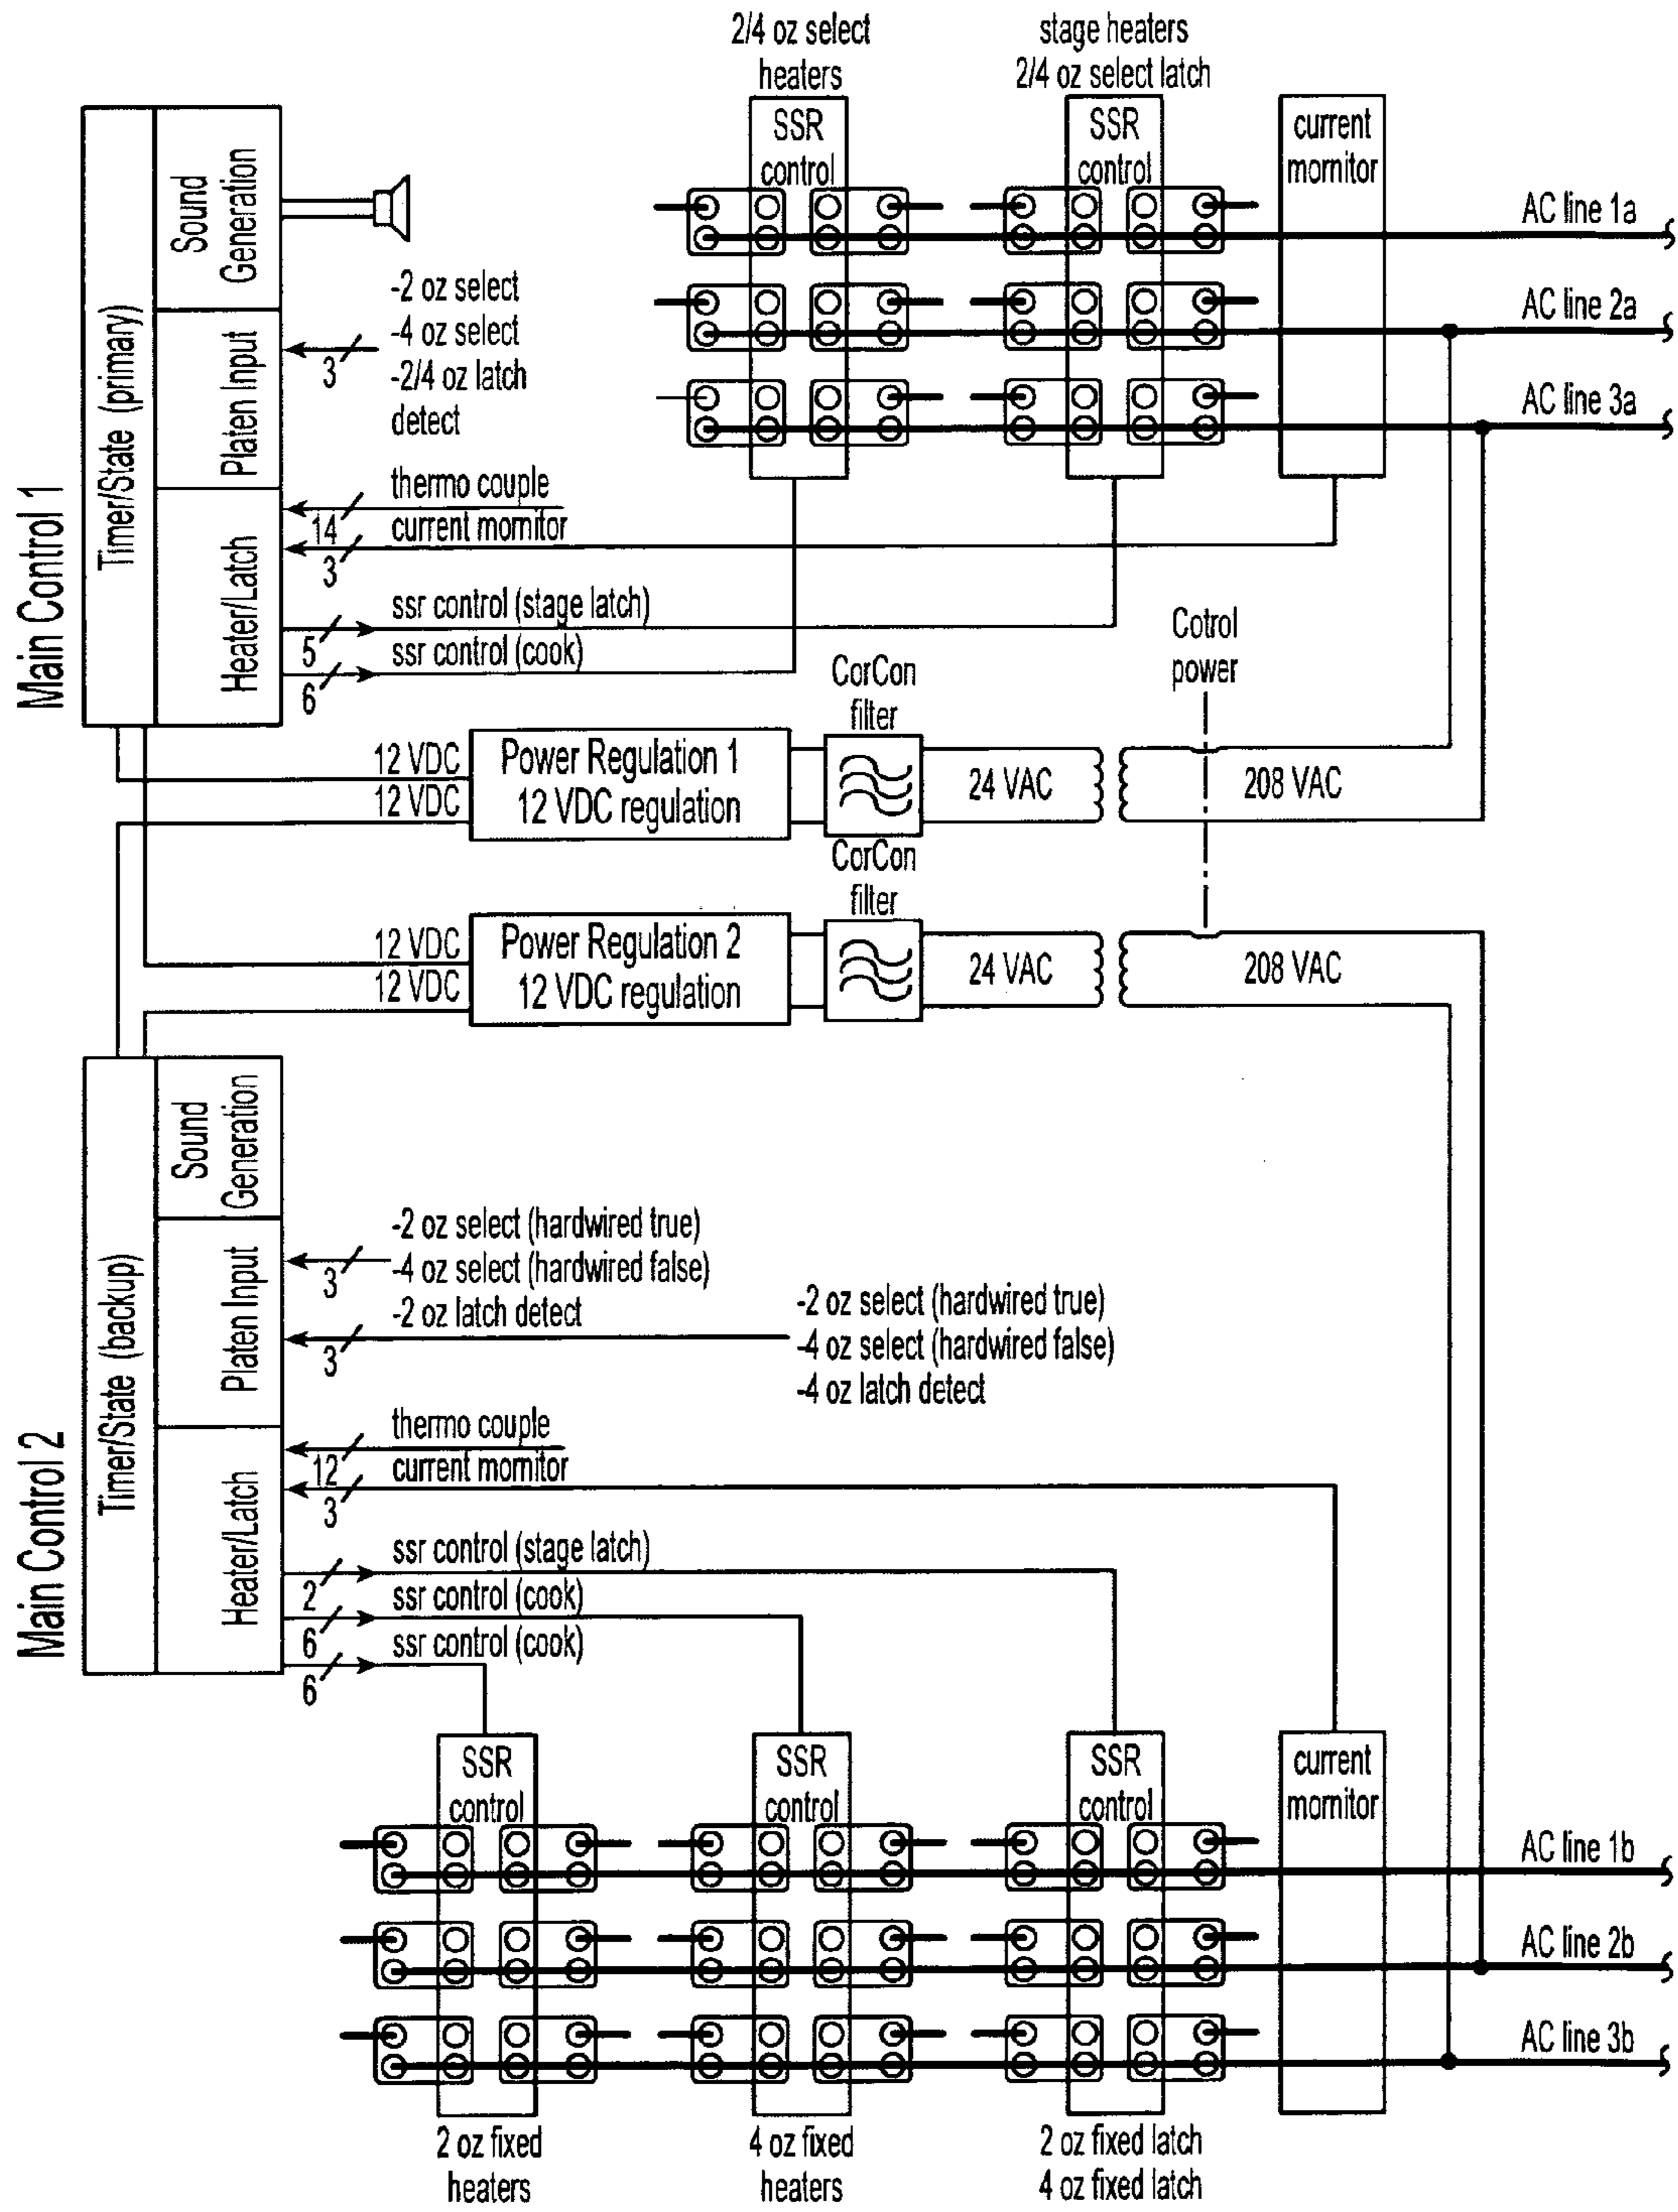 2/4 oz select
heaters
stage heaters
2/4 oz select latch
SSR
control
SSR
control
current
mornitor
AC line 1a
AC line 2a
AC line 3a
Main Control 1
Timer/State (primary)
Sound
Generation
Platen Input
Heater/Latch
-2 oz select
-4 oz select
-2/4 oz latch
detect
3
thermo couple
14
current mornitor
3
ssr control (stage latch)
5
ssr control (cook)
6
Cotrol
power
CorCon
filter
12 VDC
12 VDC
Power Regulation 1
12 VDC regulation
24 VAC
208 VAC
CorCon
filter
12 VDC
12 VDC
Power Regulation 2
12 VDC regulation
24 VAC
208 VAC
Main Control 2
Timer/State (backup)
Sound
Generation
Platen Input
Heater/Latch
-2 oz select (hardwired true)
-4 oz select (hardwired false)
-2 oz latch detect
3
-2 oz select (hardwired true)
-4 oz select (hardwired false)
-4 oz latch detect
3
thermo couple
12
current mornitor
3
ssr control (stage latch)
2
ssr control (cook)
6
ssr control (cook)
6
SSR
control
SSR
control
SSR
control
current
mornitor
AC line 1b
AC line 2b
AC line 3b
2 oz fixed
heaters
4 oz fixed
heaters
2 oz fixed latch
4 oz fixed latch